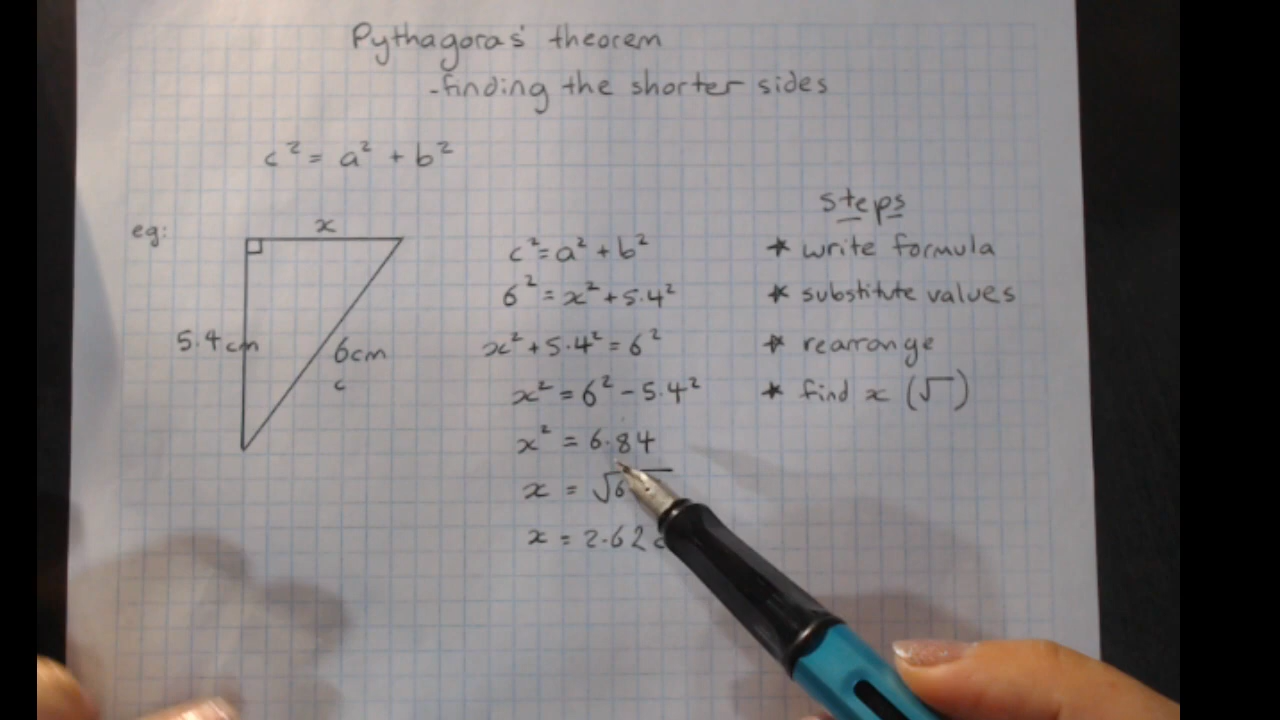 Pythagoras' theorem
-finding the shorter sides
c² = a² + b²
eg:
x
5.4cm
6cm
c
c² = a² + b²
6² = x² + 5.4²
x² + 5.4² = 6²
x² = 6² - 5.4²
x² = 6.84
x = √6
x = 2.62
steps
* write formula
* substitute values
* rearrange
* find x (√)